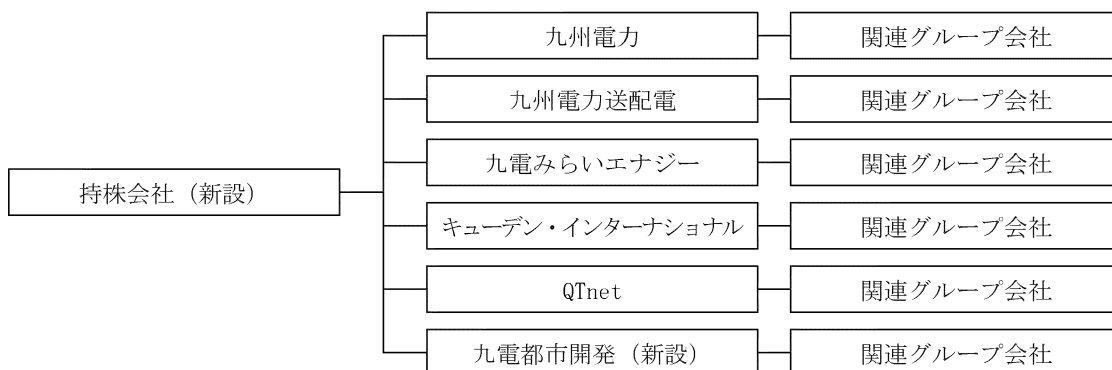 九州電力
関連グループ会社
九州電力送配電
関連グループ会社
九電みらいエナジー
関連グループ会社
持株会社（新設）
キューデン・インターナショナル
関連グループ会社
QTnet
関連グループ会社
九電都市開発（新設）
関連グループ会社